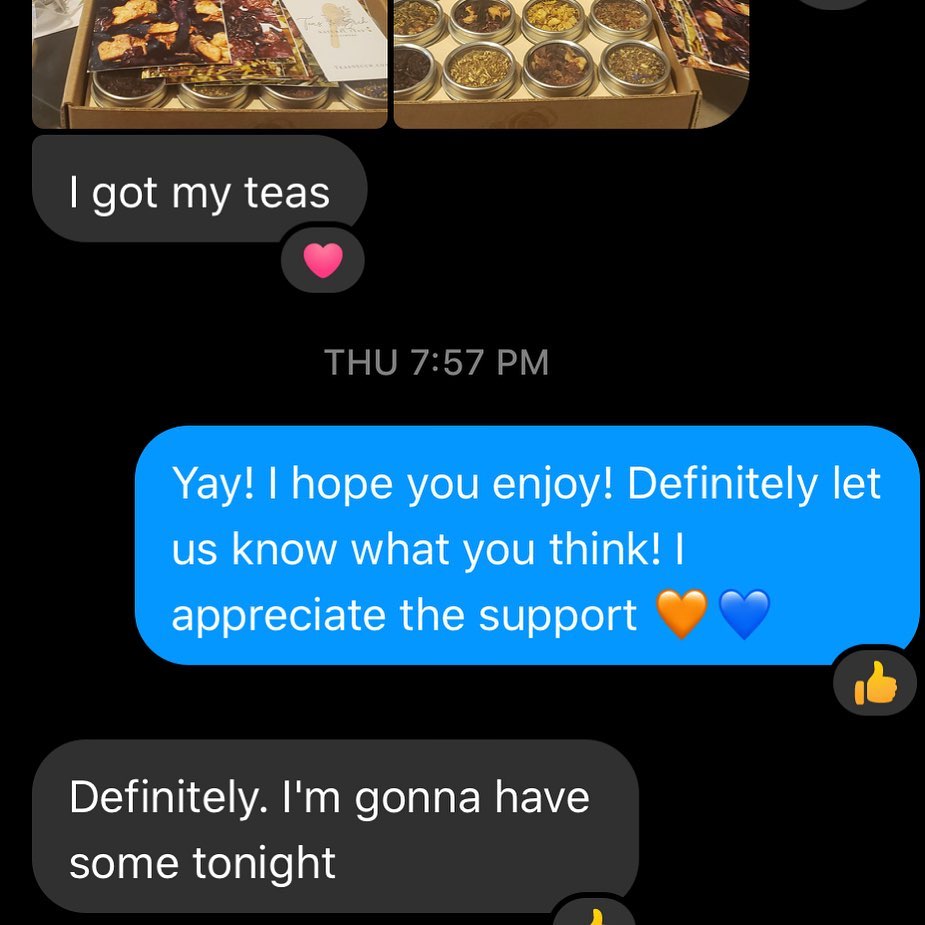 I got my teas
THU 7:57 PM
Yay! I hope you enjoy! Definitely let
us know what you think! I
appreciate the support 🧡 💙
Definitely. I'm gonna have
some tonight